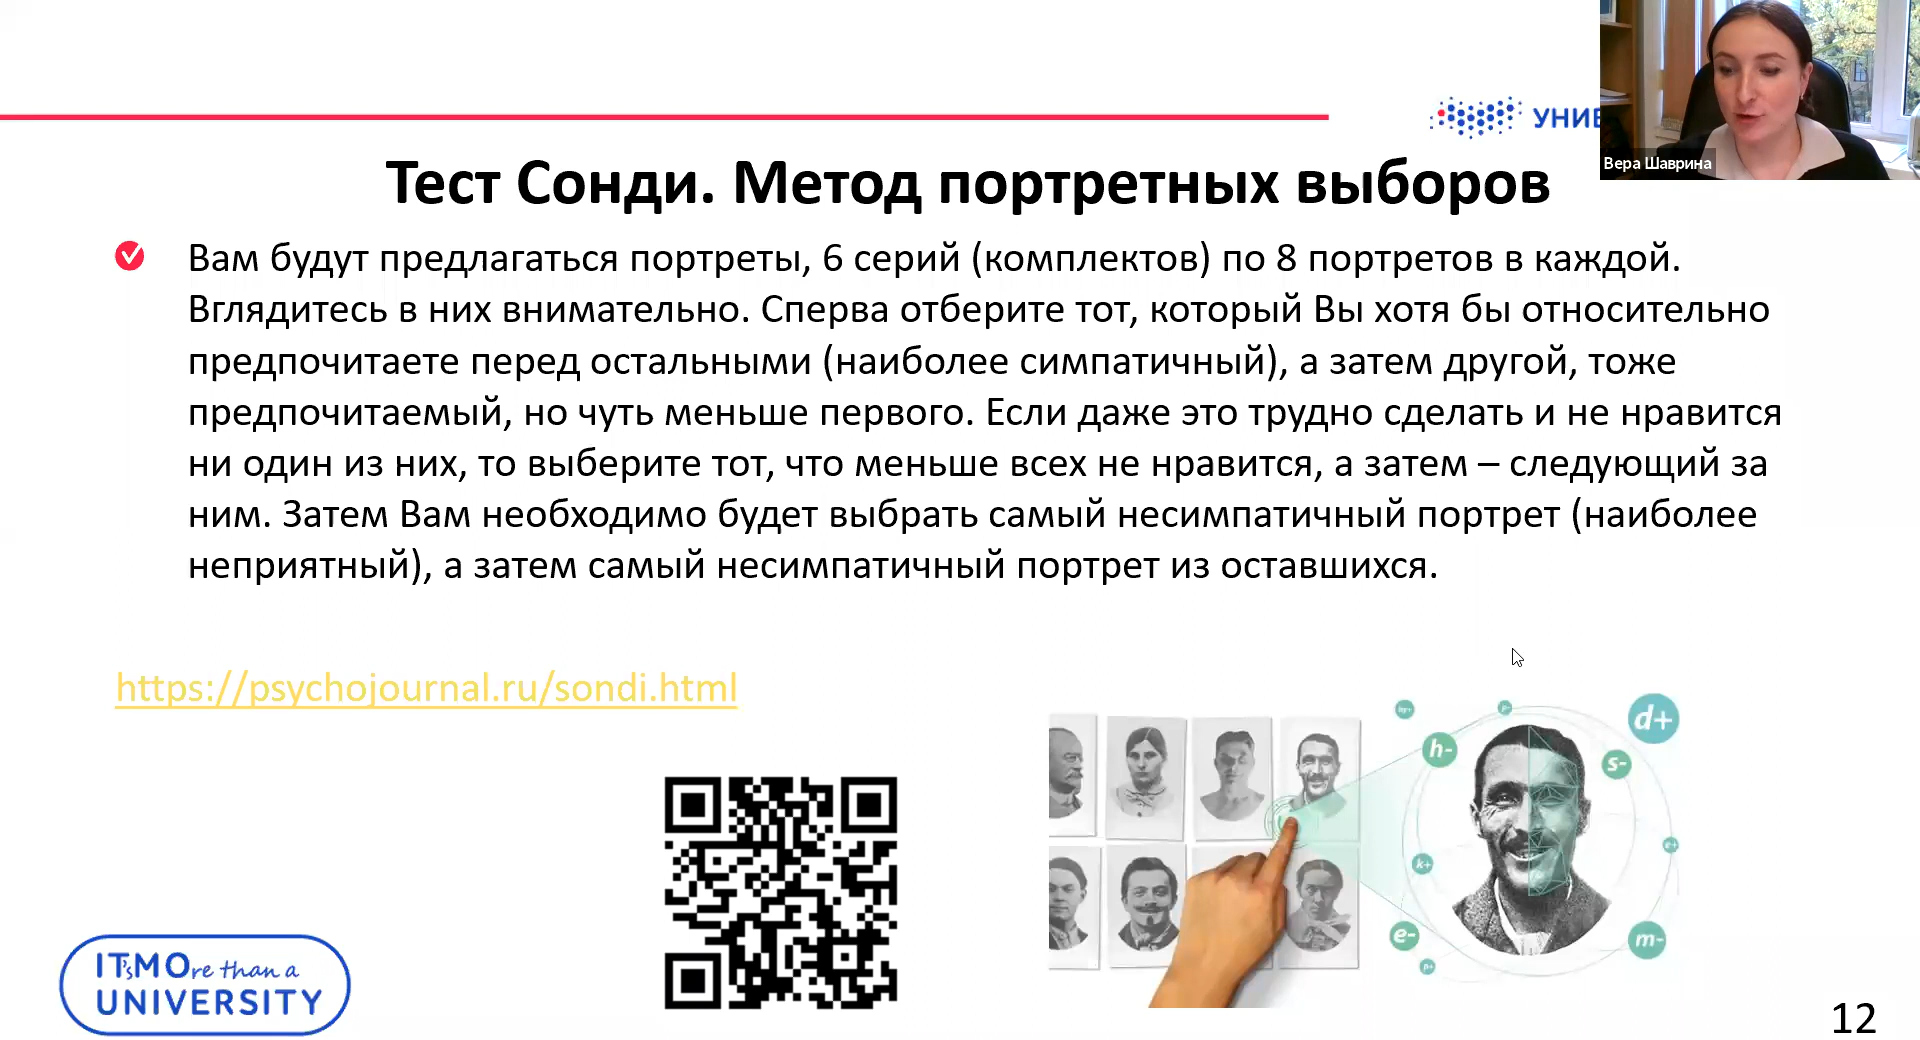 УНИВ
Вера Шаврина
Тест Сонди. Метод портретных выборов
Вам будут предлагаться портреты, 6 серий (комплектов) по 8 портретов в каждой.
Вглядитесь в них внимательно. Сперва отберите тот, который Вы хотя бы относительно
предпочитаете перед остальными (наиболее симпатичный), а затем другой, тоже
предпочитаемый, но чуть меньше первого. Если даже это трудно сделать и не нравится
ни один из них, то выберите тот, что меньше всех не нравится, а затем – следующий за
ним. Затем Вам необходимо будет выбрать самый несимпатичный портрет (наиболее
неприятный), а затем самый несимпатичный портрет из оставшихся.
https://psychojournal.ru/sondi.html
hy+
p-
d+
h-
s-
e+
k+
e-
m-
p+
IT'sMOre than a
UNIVERSITY
12